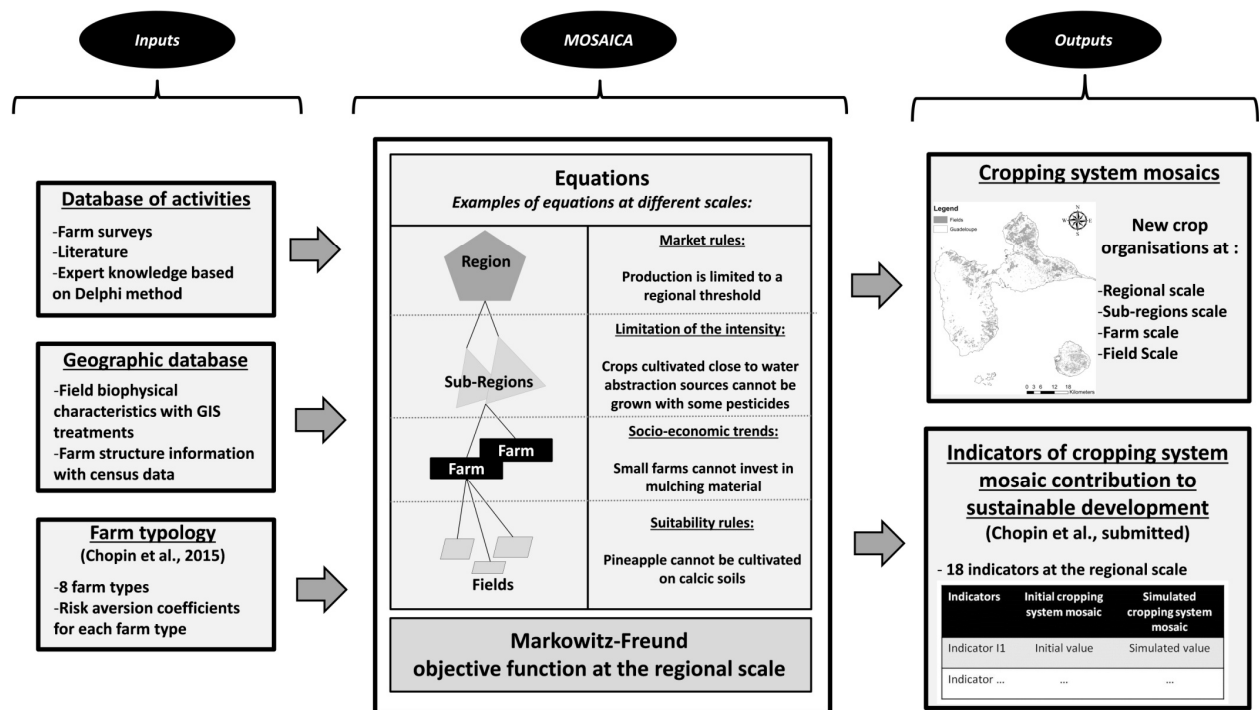 Inputs
MOSAICA
Outputs
Database of activities
-Farm surveys
-Literature
-Expert knowledge based
on Delphi method
Geographic database
-Field biophysical
characteristics with GIS
treatments
-Farm structure information
with census data
Farm typology
(Chopin et al., 2015)
-8 farm types
-Risk aversion coefficients
for each farm type
Equations
Examples of equations at different scales:
Region
Market rules:
Production is limited to a
regional threshold
Sub-Regions
Limitation of the intensity:
Crops cultivated close to water
abstraction sources cannot be
grown with some pesticides
Farm
Farm
Socio-economic trends:
Small farms cannot invest in
mulching material
Fields
Suitability rules:
Pineapple cannot be cultivated
on calcic soils
Markowitz-Freund
objective function at the regional scale
Cropping system mosaics
Legend
Fields
Guadeloupe
N
W E
S
0 3 6 12 18
Kilometers
New crop
organisations at :
-Regional scale
-Sub-regions scale
-Farm scale
-Field Scale
Indicators of cropping system
mosaic contribution to
sustainable development
(Chopin et al., submitted)
- 18 indicators at the regional scale
Indicators Initial cropping system mosaic Simulated cropping system mosaic
Indicator I1 Initial value Simulated value
Indicator ... ... ...